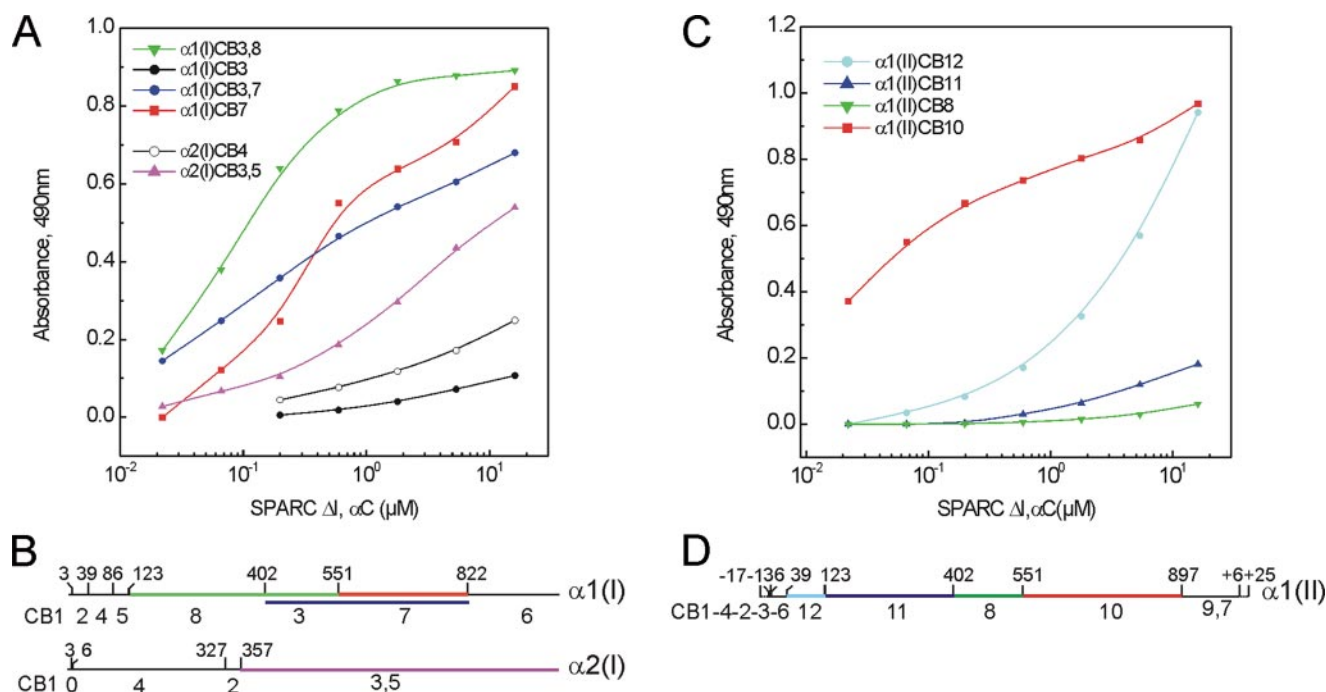 A
α1(I)CB3,8
α1(I)CB3
α1(I)CB3,7
α1(I)CB7
α2(I)CB4
α2(I)CB3,5
Absorbance, 490nm
1.0
0.8
0.6
0.4
0.2
0.0
10-2 10-1 100 101
SPARC ΔI, αC (µM)
C
α1(II)CB12
α1(II)CB11
α1(II)CB8
α1(II)CB10
Absorbance, 490nm
1.2
1.0
0.8
0.6
0.4
0.2
0.0
10-2 10-1 100 101
SPARC ΔI,αC(µM)
B
3 39 86 123 402 551 822
α1(I)
CB1 2 4 5 8 3 7 6
3 6 327 357
α2(I)
CB1 0 4 2 3,5
D
-17-136 39 123 402 551 897 +6+25
α1(II)
CB1-4-2-3-6 12 11 8 10 9,7